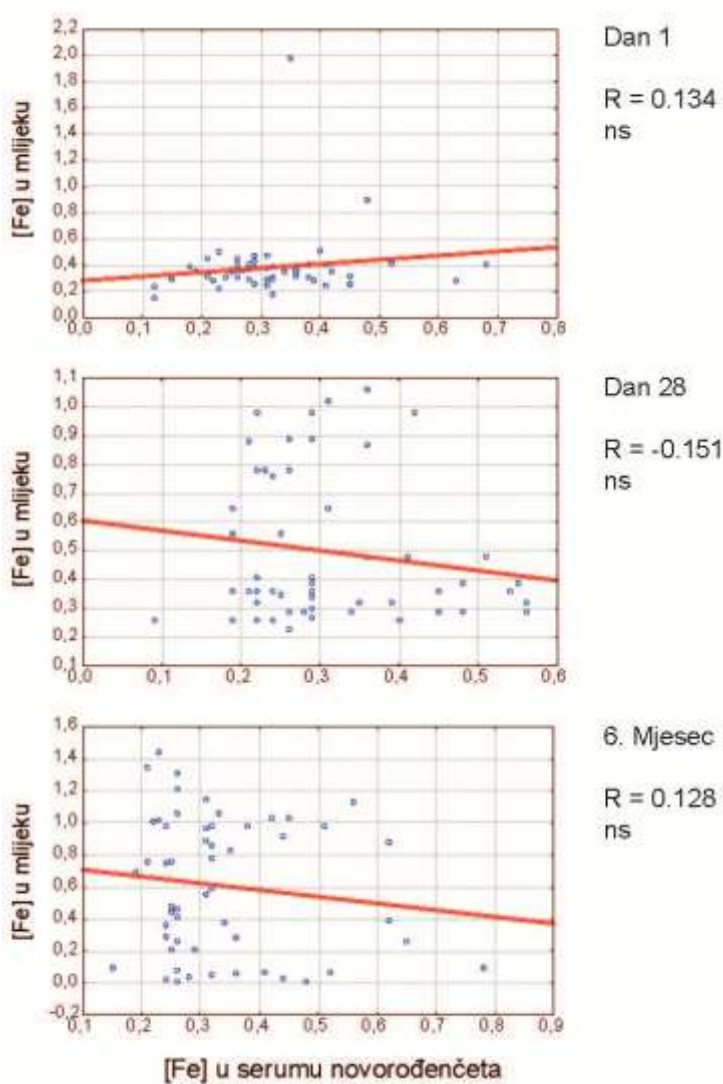 2,2
2,0
1,8
1,6
1,4
1,2
1,0
0,8
0,6
0,4
0,2
0,0
[Fe] u mlijeku
0,0 0,1 0,2 0,3 0,4 0,5 0,6 0,7 0,8
Dan 1
R = 0.134
ns
1,1
1,0
0,9
0,8
0,7
0,6
0,5
0,4
0,3
0,2
0,1
[Fe] u mlijeku
0,0 0,1 0,2 0,3 0,4 0,5 0,6
Dan 28
R = -0.151
ns
1,6
1,4
1,2
1,0
0,8
0,6
0,4
0,2
0,0
-0,2
[Fe] u mlijeku
0,1 0,2 0,3 0,4 0,5 0,6 0,7 0,8 0,9
6. Mjesec
R = 0.128
ns
[Fe] u serumu novorođenčeta